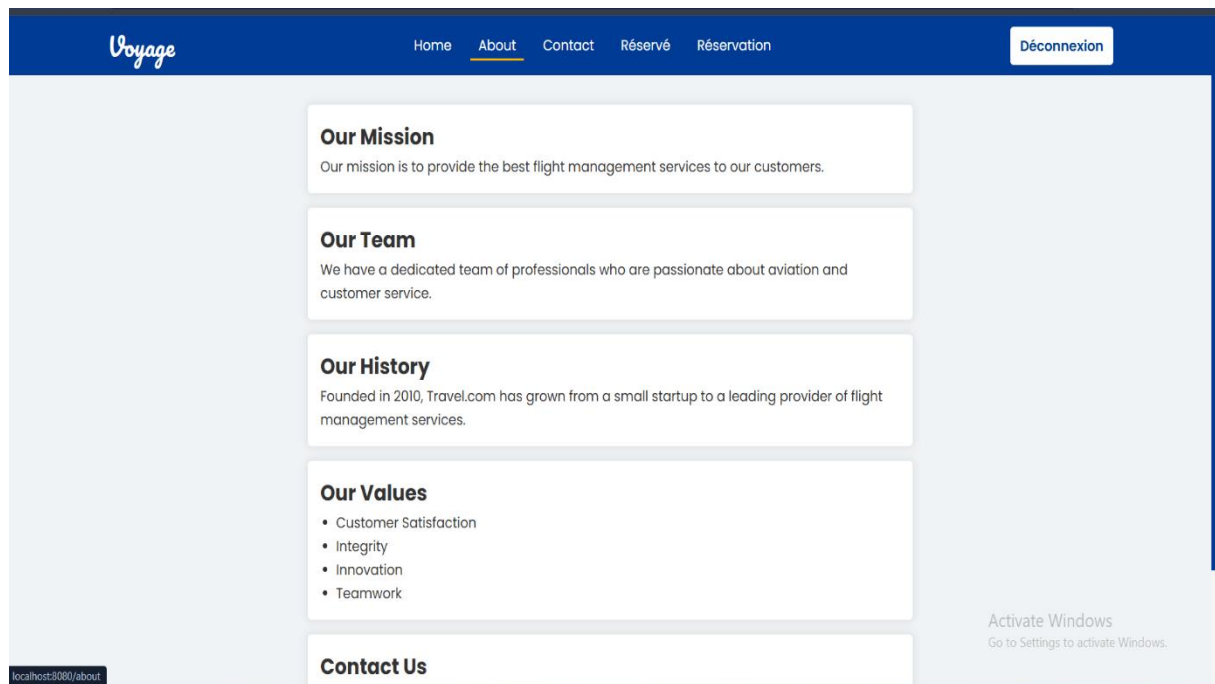 Voyage
Home About Contact Réservé Réservation
Déconnexion
Our Mission
Our mission is to provide the best flight management services to our customers.
Our Team
We have a dedicated team of professionals who are passionate about aviation and
customer service.
Our History
Founded in 2010, Travel.com has grown from a small startup to a leading provider of flight
management services.
Our Values
• Customer Satisfaction
• Integrity
• Innovation
• Teamwork
Activate Windows
Go to Settings to activate Windows.
Contact Us
localhost:8080/about